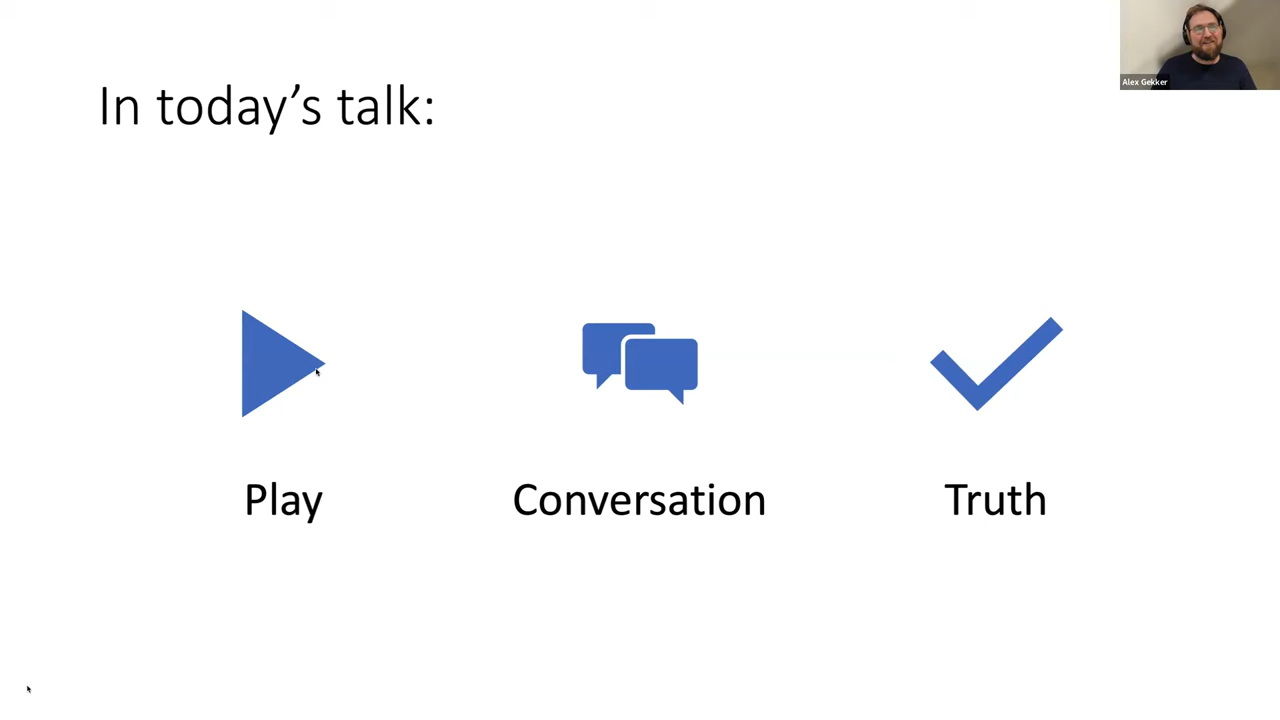 In today’s talk:
Alex Gekker
Play
Conversation
Truth